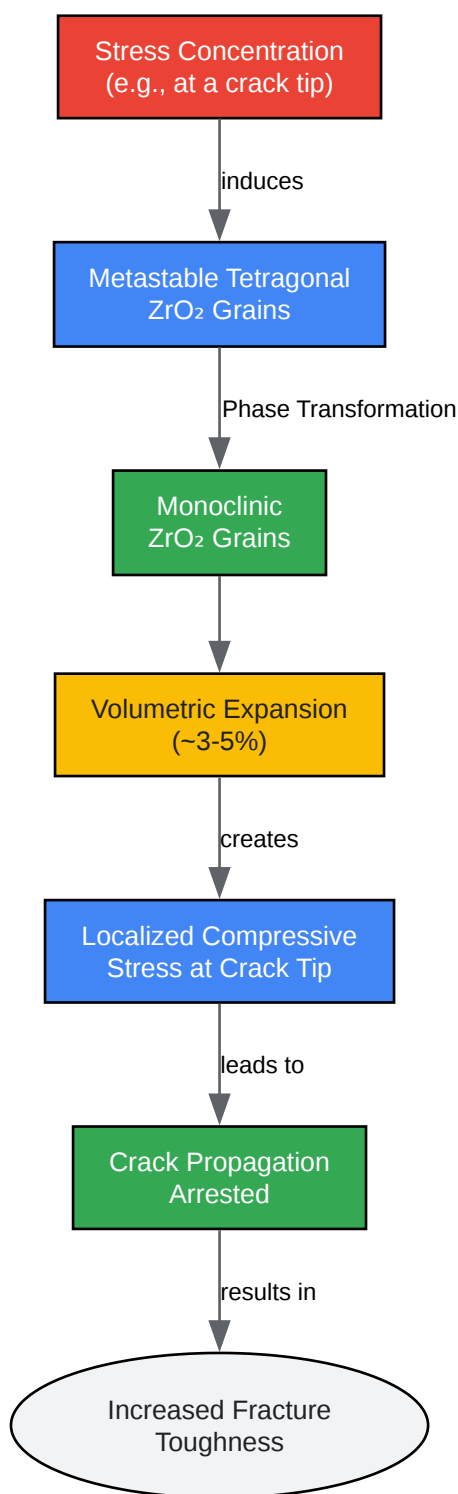 Stress Concentration
(e.g., at a crack tip)
induces
Metastable Tetragonal
ZrO₂ Grains
Phase Transformation
Monoclinic
ZrO₂ Grains
Volumetric Expansion
(~3-5%)
creates
Localized Compressive
Stress at Crack Tip
leads to
Crack Propagation
Arrested
results in
Increased Fracture
Toughness